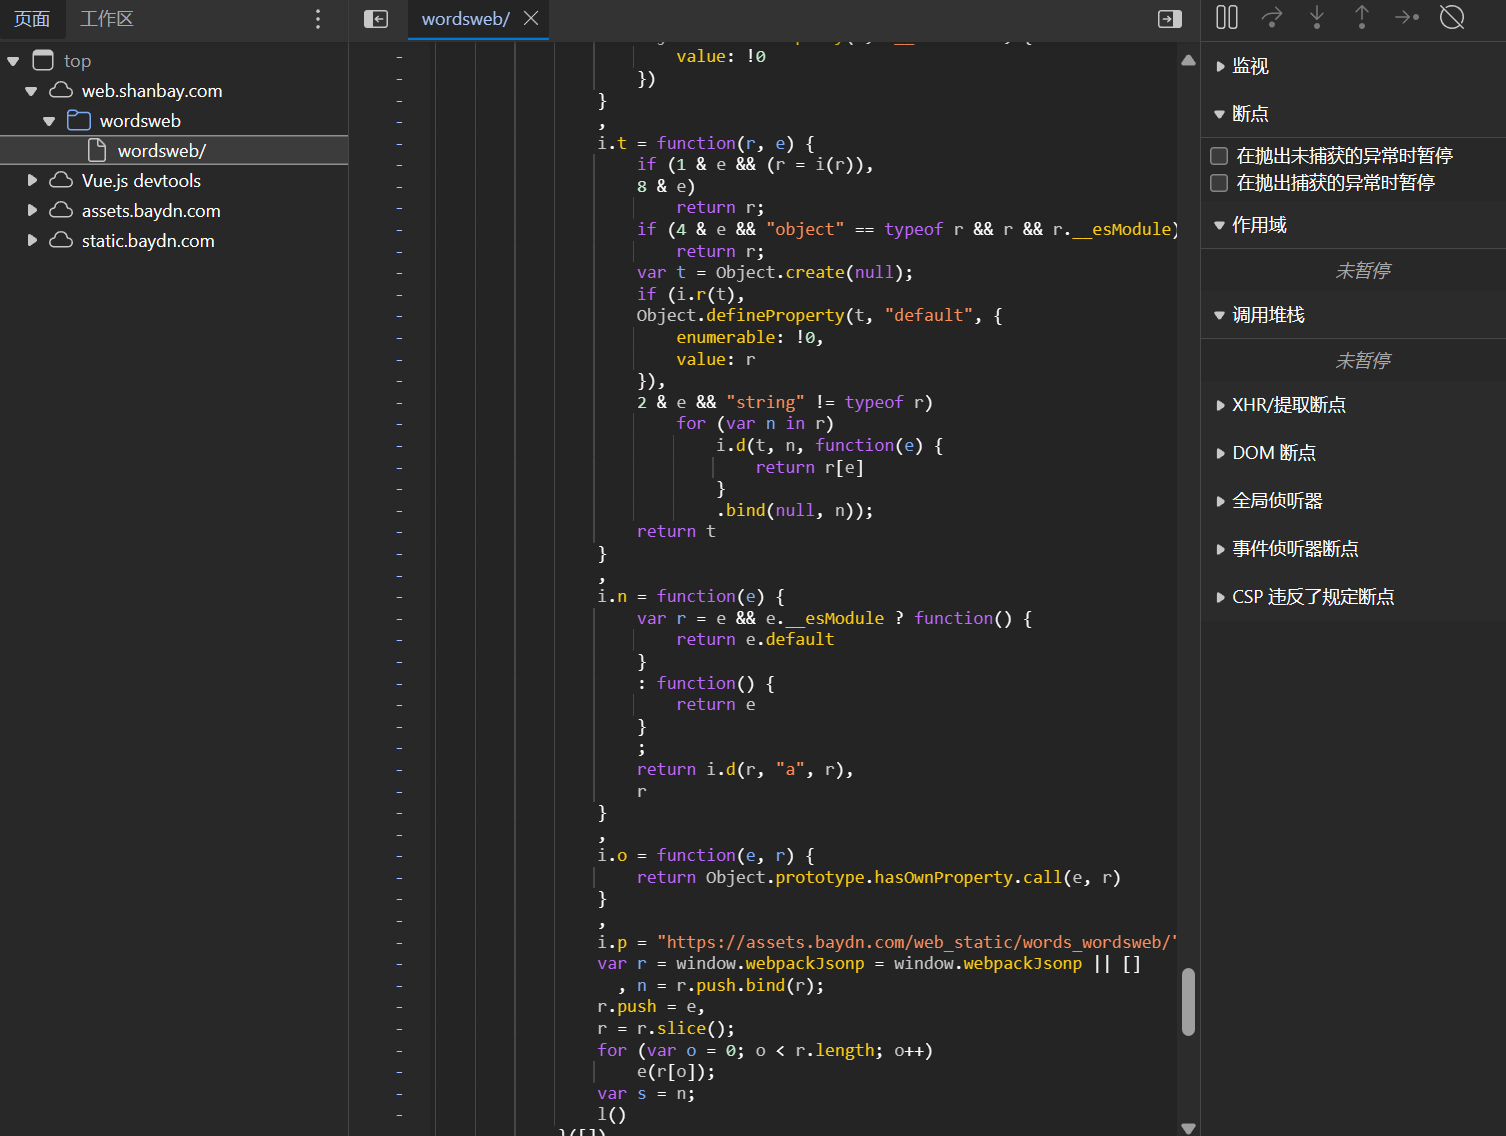 页面 工作区
top
web.shanbay.com
wordsweb
wordsweb/
Vue.js devtools
assets.baydn.com
static.baydn.com
wordsweb/
value: !0
})
}
,
i.t = function(r, e) {
if (1 & e && (r = i(r)),
8 & e)
return r;
if (4 & e && "object" == typeof r && r && r.__esModule)
return r;
var t = Object.create(null);
if (i.r(t),
Object.defineProperty(t, "default", {
enumerable: !0,
value: r
}),
2 & e && "string" != typeof r)
for (var n in r)
i.d(t, n, function(e) {
return r[e]
}
.bind(null, n));
return t
}
,
i.n = function(e) {
var r = e && e.__esModule ? function() {
return e.default
}
: function() {
return e
}
;
return i.d(r, "a", r),
r
}
,
i.o = function(e, r) {
return Object.prototype.hasOwnProperty.call(e, r)
}
,
i.p = "https://assets.baydn.com/web_static/words_wordsweb/"
var r = window.webpackJsonp = window.webpackJsonp || []
, n = r.push.bind(r);
r.push = e,
r = r.slice();
for (var o = 0; o < r.length; o++)
e(r[o]);
var s = n;
l()
}([])
监视
断点
在抛出未捕获的异常时暂停
在抛出捕获的异常时暂停
作用域
未暂停
调用堆栈
未暂停
XHR/提取断点
DOM 断点
全局侦听器
事件侦听器断点
CSP 违反了规定断点